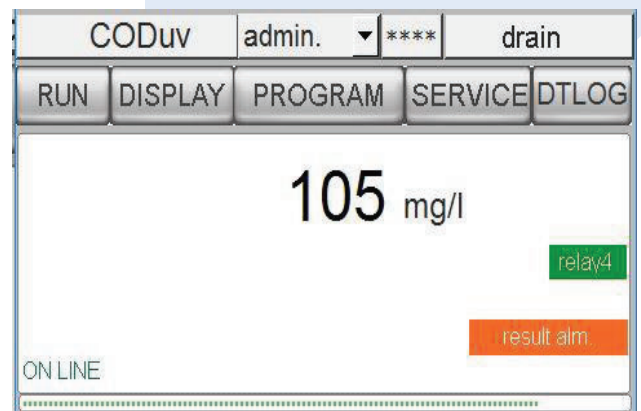 CODuv admin. **** drain
RUN DISPLAY PROGRAM SERVICE DTLOG
105 mg/l
relay4
result alm.
ON LINE